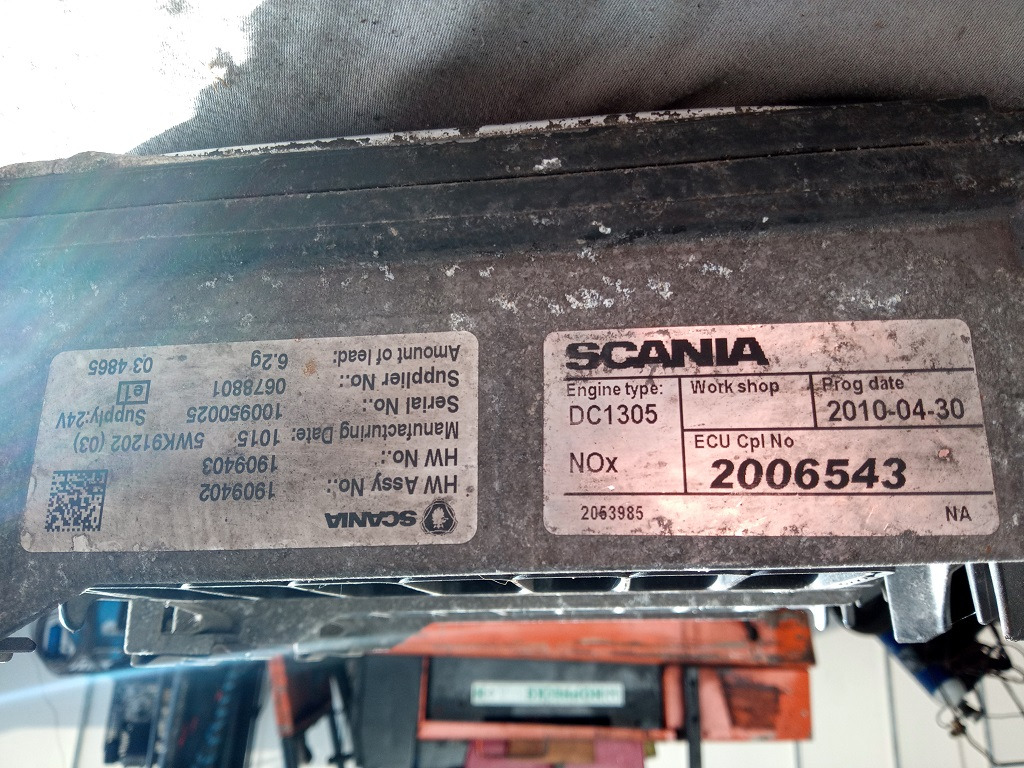 SCANIA
HW Assy No.: 1909402
HW No.: 1909403
Manufacturing Date: 1015 5WK91202 (03)
Serial No.: 100950025 Supply:24V
Supplier No.: 0678801 e1
Amount of lead: 6.2g 03 4865
SCANIA
Engine type: Work shop Prog date
DC1305 2010-04-30
ECU Cpl No
NOx 2006543
2063985 NA